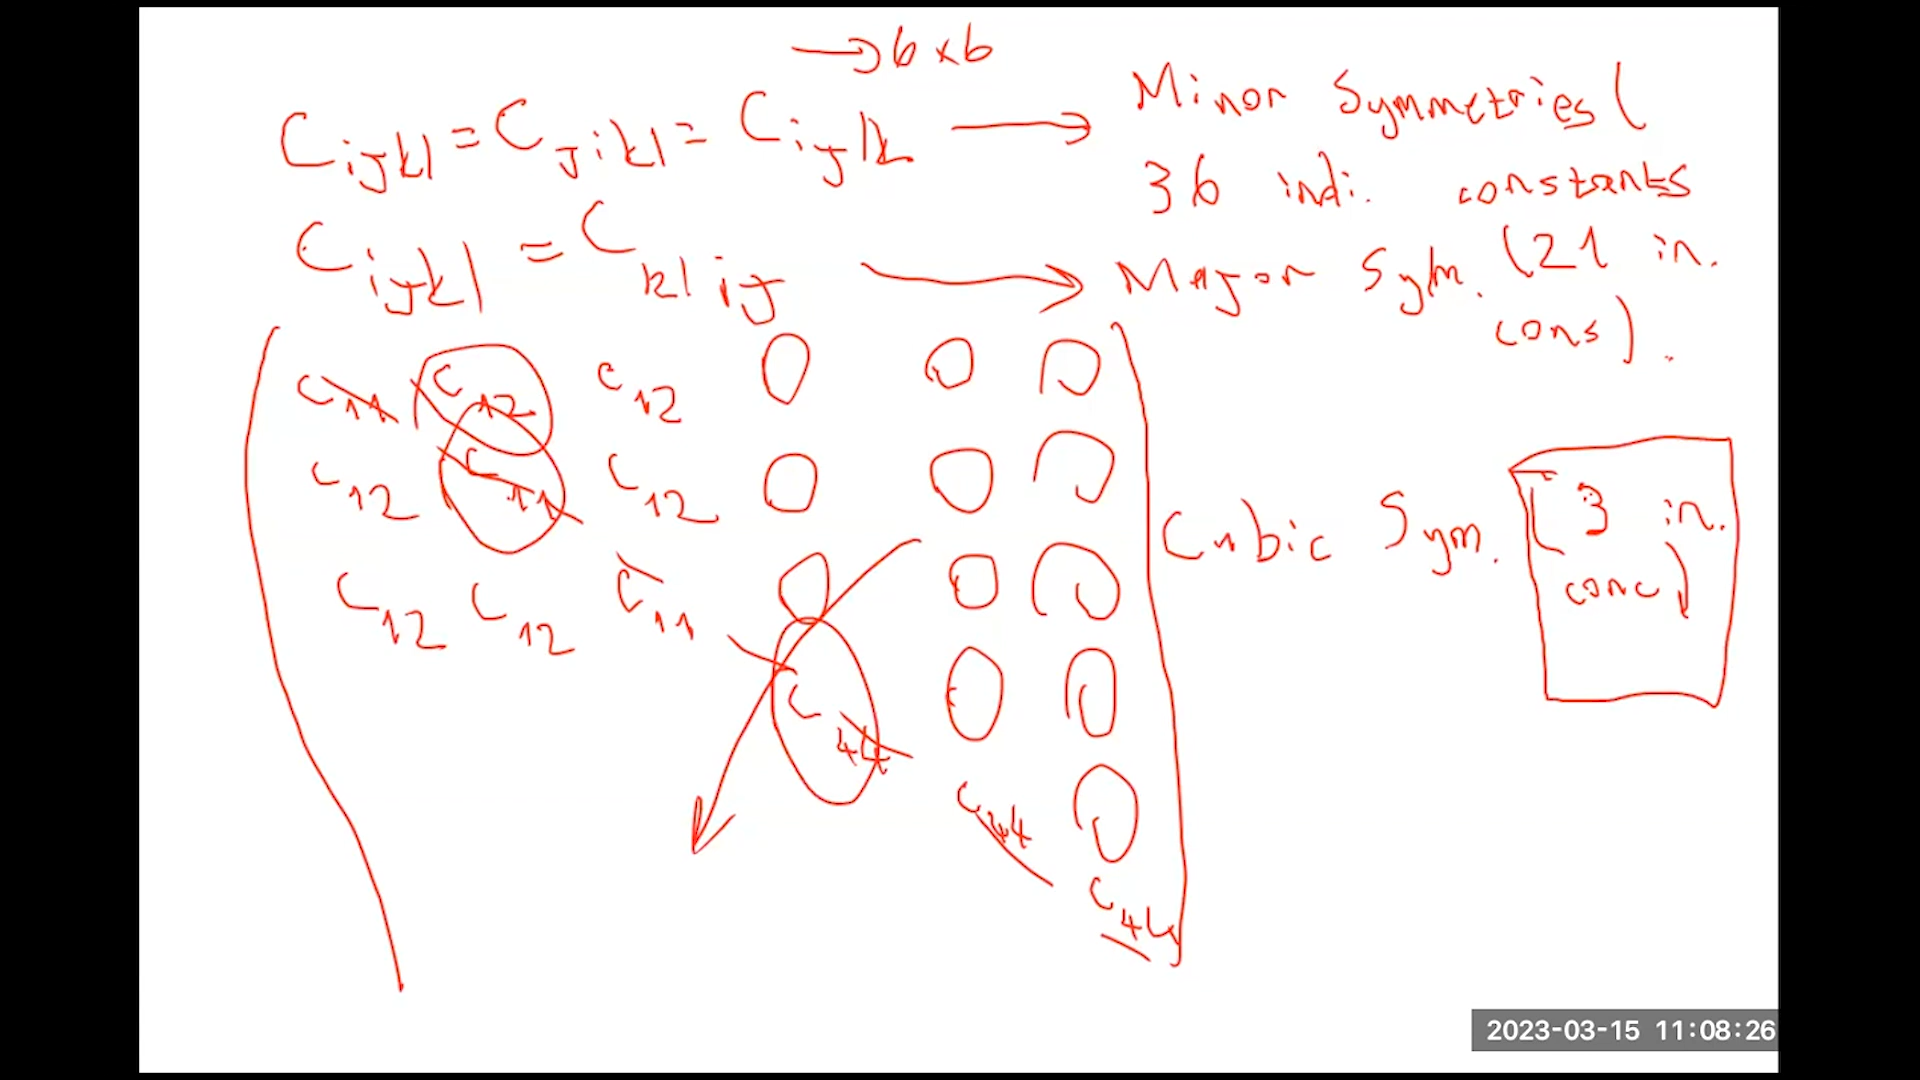 → 6 x 6
Cijkl = Cjikl = Cijlk → Minor Symmetries (
36 indi. constants
Cijkl = Cklij → Major Sym. (21 in.
cons).
C11 C12 C12 0 0 0
C12 C11 C12 0 0 0
C12 C12 C11 0 0 0
C44 0 0
C44 0
C44
Cubic Sym. (3 in.
conc)
2023-03-15 11:08:26